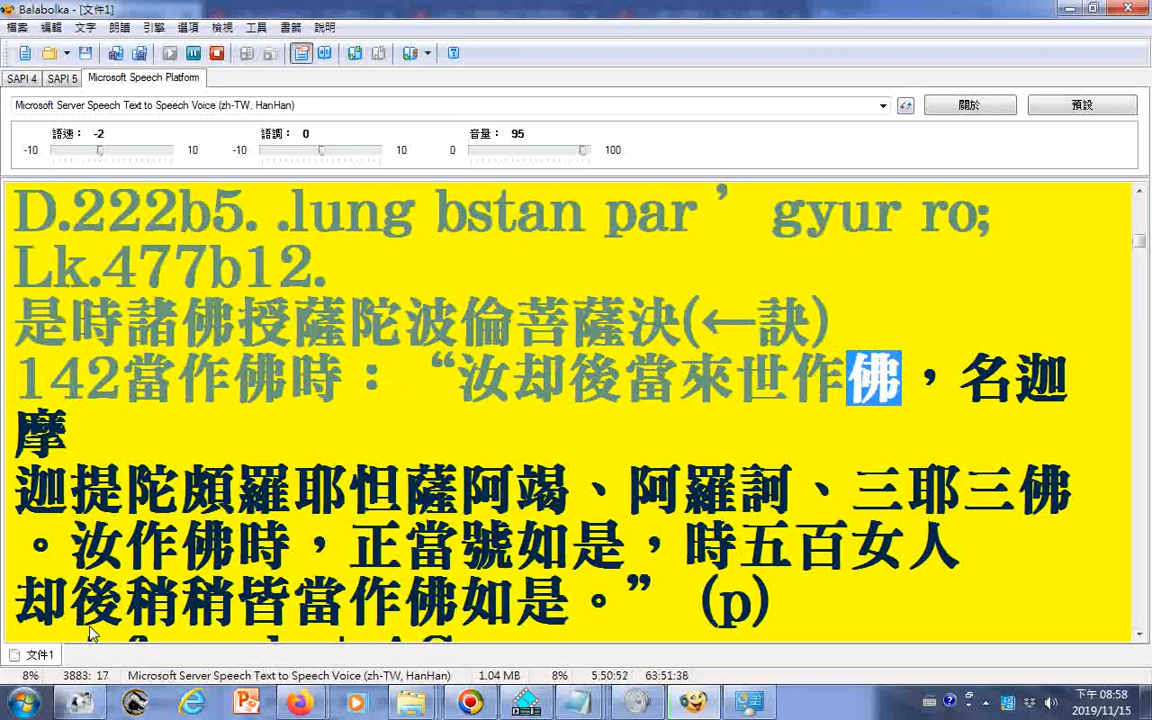 Balabolka - [文件1]
檔案 編輯 文字 朗讀 引擎 選項 檢視 工具 書籤 說明
SAPI 4 SAPI 5 Microsoft Speech Platform
Microsoft Server Speech Text to Speech Voice (zh-TW, HanHan) 關於 預設
語速： -2 語調： 0 音量： 95
-10 10 -10 10 0 100
D.222b5. .lung bstan par ’ gyur ro;
Lk.477b12.
是時諸佛授薩陀波倫菩薩決(←訣)
142當作佛時：“汝却後當來世作佛，名迦
摩
迦提陀頗羅耶怛薩阿竭、阿羅訶、三耶三佛
。汝作佛時，正當號如是，時五百女人
却後稍稍皆當作佛如是。” (p)
文件1
8% 3883: 17 Microsoft Server Speech Text to Speech Voice (zh-TW, HanHan) 1.04 MB 8% 5:50:52 63:51:38
下午 08:58
2019/11/15